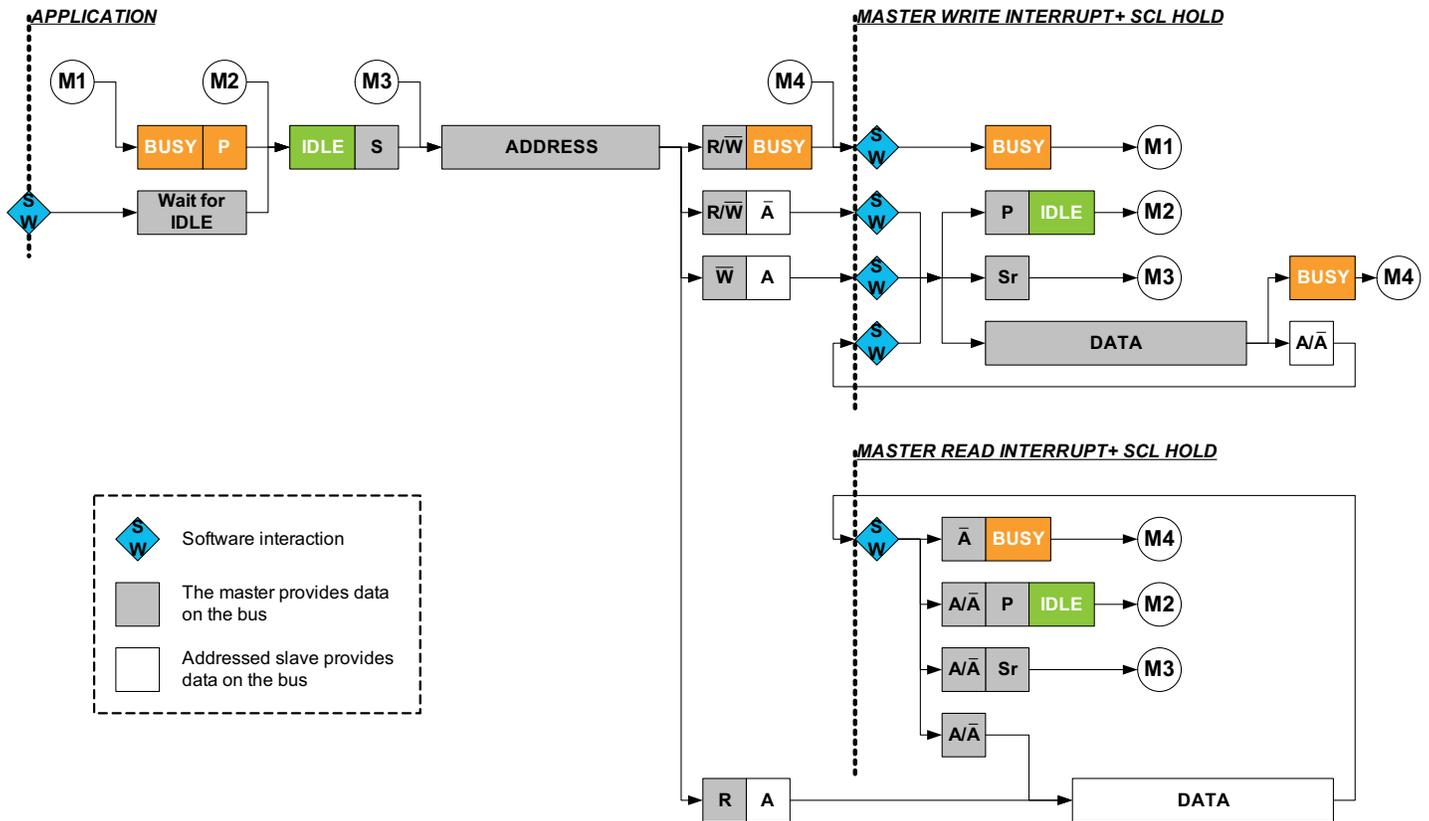 APPLICATION
MASTER WRITE INTERRUPT+ SCL HOLD
M1
M2
M3
M4
BUSY P
IDLE S
ADDRESS
R/W̅ BUSY
S
W
BUSY
M1
S
W
Wait for
IDLE
R/W̅ A̅
S
W
P IDLE
M2
W̅ A
S
W
Sr
M3
BUSY
M4
S
W
DATA
A/A̅
MASTER READ INTERRUPT+ SCL HOLD
S
W
Software interaction
S
W
A̅ BUSY
M4
The master provides data
on the bus
A/A̅ P IDLE
M2
Addressed slave provides
data on the bus
A/A̅ Sr
M3
A/A̅
R A
DATA